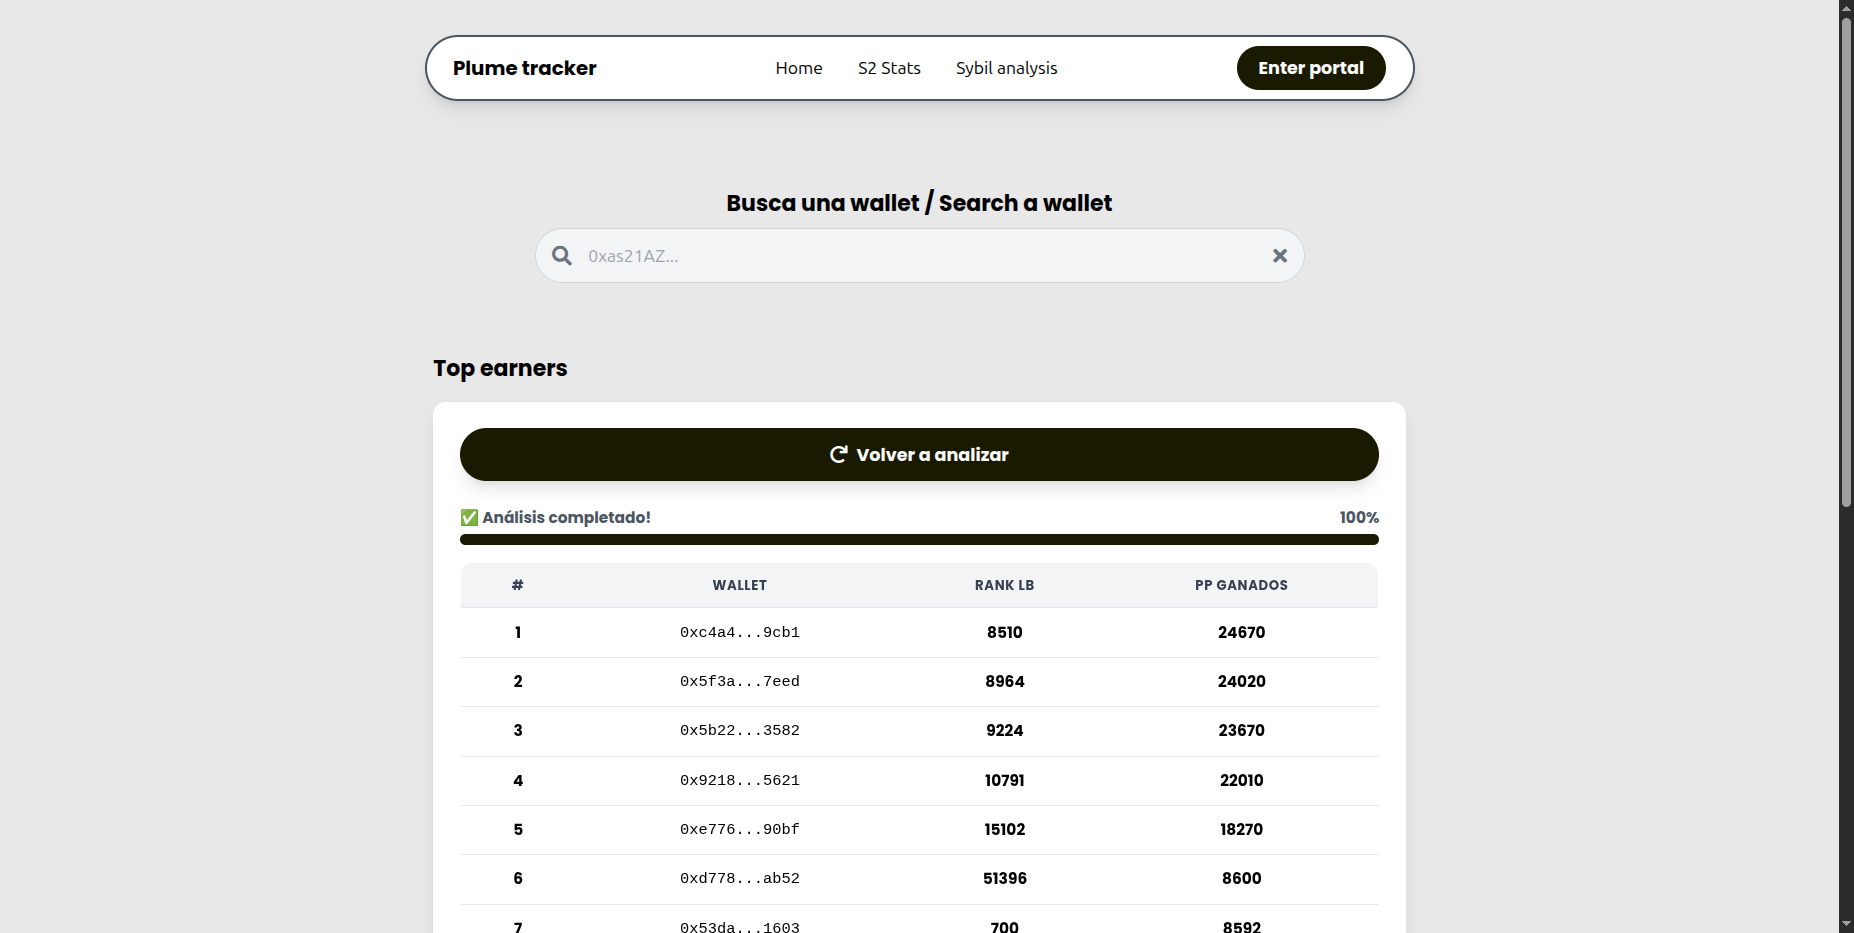 Plume tracker Home S2 Stats Sybil analysis Enter portal
Busca una wallet / Search a wallet
0xas21AZ...
Top earners
Volver a analizar
✅ Análisis completado! 100%
# WALLET RANK LB PP GANADOS
1 0xc4a4...9cb1 8510 24670
2 0x5f3a...7eed 8964 24020
3 0x5b22...3582 9224 23670
4 0x9218...5621 10791 22010
5 0xe776...90bf 15102 18270
6 0xd778...ab52 51396 8600
7 0x53da...1603 700 8592